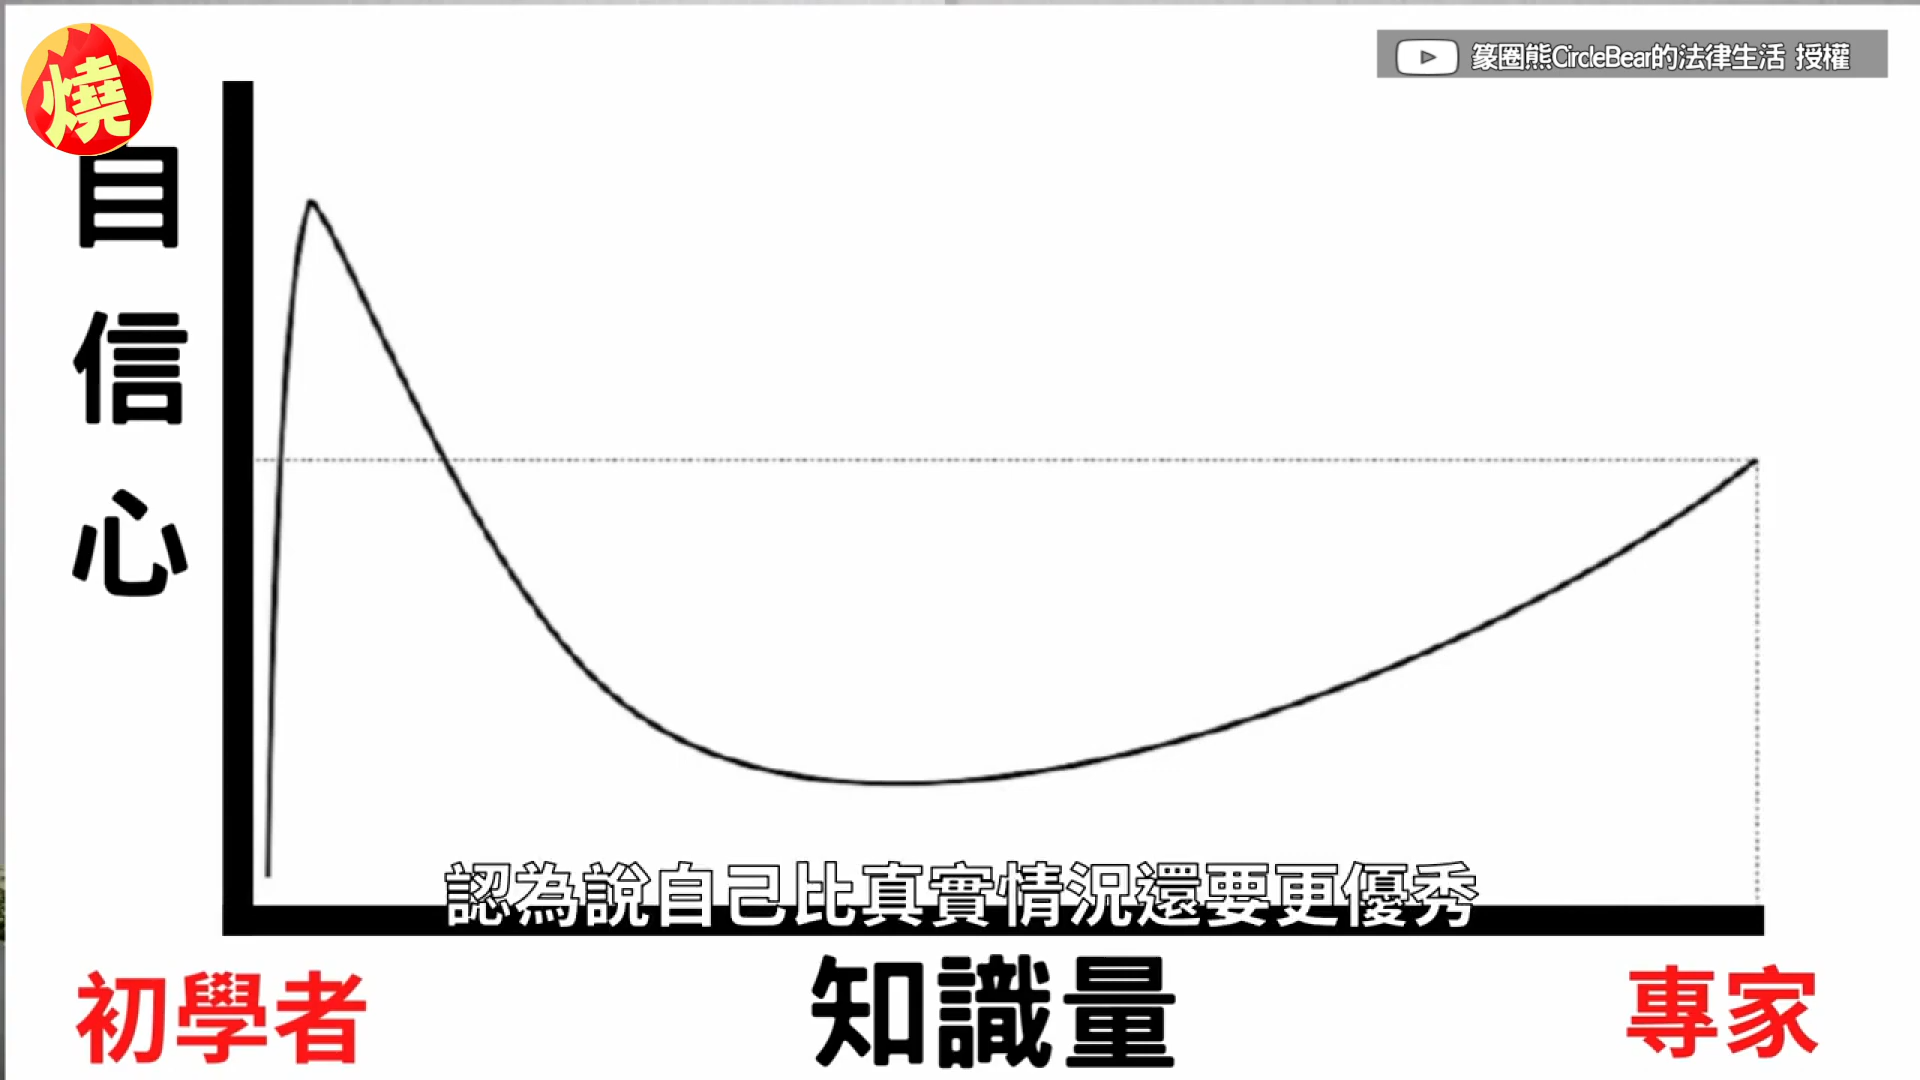 燒
篆圈熊CircleBear的法律生活 授權
自信心
認為說自己比真實情況還要更優秀
初學者
知識量
專家